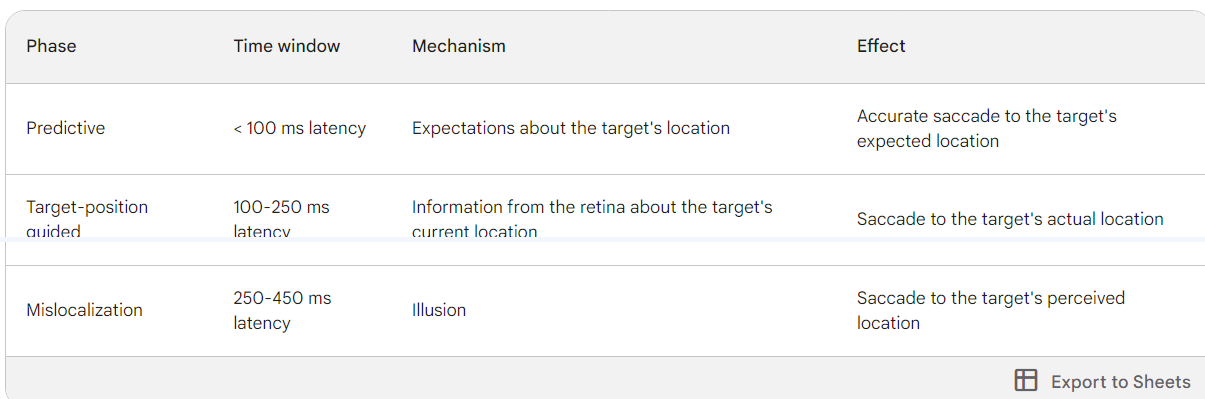 Phase Time window Mechanism Effect
Predictive < 100 ms latency Expectations about the target's location Accurate saccade to the target's
expected location
Target-position 100-250 ms Information from the retina about the target's
guided latency current location Saccade to the target's actual location
Mislocalization 250-450 ms latency Illusion Saccade to the target's perceived
location
Export to Sheets